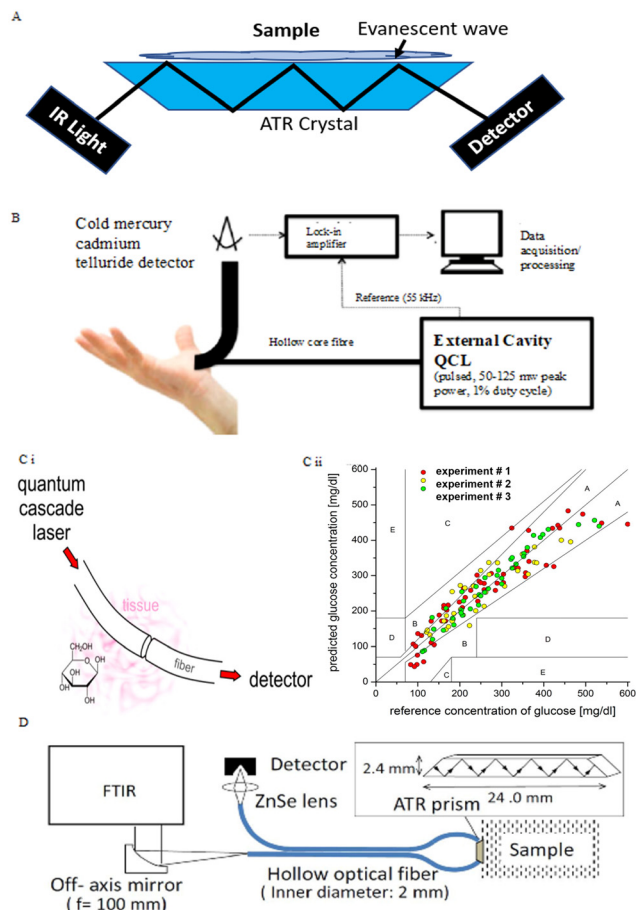 A
Sample
Evanescent wave
IR Light
ATR Crystal
Detector
B
Cold mercury
cadmium
telluride detector
Lock-in
amplifier
Data
acquisition/
processing
Reference (55 kHz)
Hollow core fibre
External Cavity
QCL
(pulsed, 50-125 mw peak
power, 1% duty cycle)
C i
quantum
cascade
laser
tissue
fiber
detector
H₂C-OH
O
OH
OH
OH
HO
C ii
experiment # 1
experiment # 2
experiment # 3
predicted glucose concentration [mg/dl]
600
500
400
300
200
100
0
E
C
A
A
B
D
B
D
C
E
0
100
200
300
400
500
600
reference concentration of glucose [mg/dl]
D
FTIR
Detector
ZnSe lens
2.4 mm
24 .0 mm
ATR prism
Sample
Off- axis mirror
( f= 100 mm)
Hollow optical fiber
( Inner diameter: 2 mm)